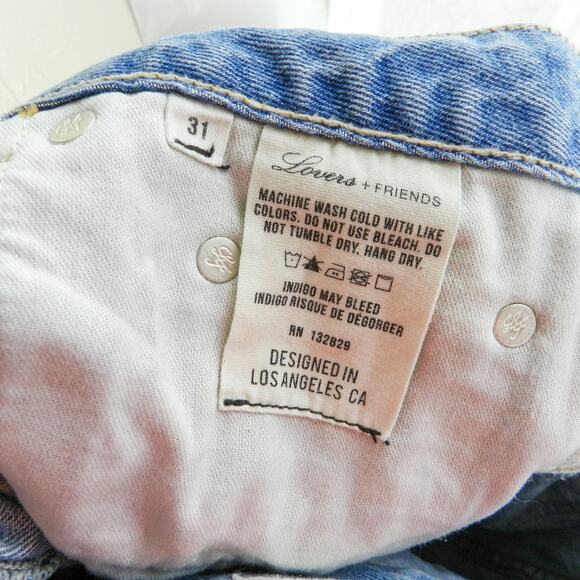 31
Lovers + FRIENDS
MACHINE WASH COLD WITH LIKE
COLORS. DO NOT USE BLEACH. DO
NOT TUMBLE DRY. HANG DRY.
INDIGO MAY BLEED
INDIGO RISQUE DE DÉGORGER
RN 132829
DESIGNED IN
LOS ANGELES CA